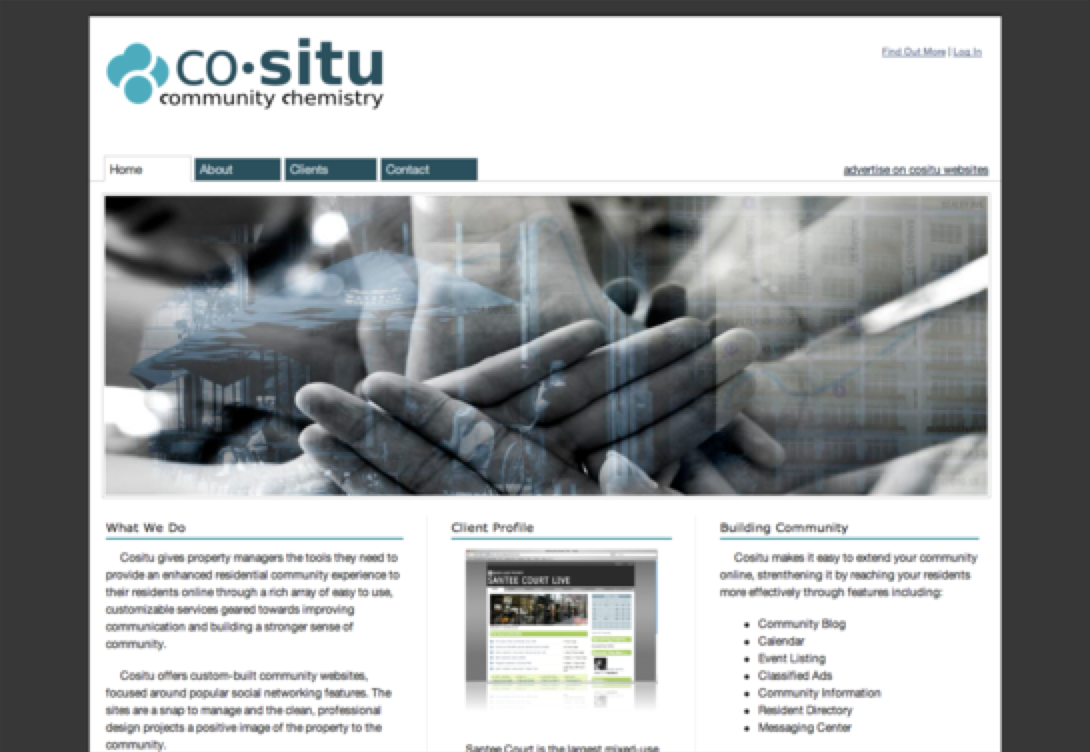 co·situ
community chemistry
Find Out More | Log In
Home
About
Clients
Contact
advertise on cositu websites
What We Do
Cositu gives property managers the tools they need to
provide an enhanced residential community experience to
their residents online through a rich array of easy to use,
customizable services geared towards improving
communication and building a stronger sense of
community.
Cositu offers custom-built community websites,
focused around popular social networking features. The
sites are a snap to manage and the clean, professional
design projects a positive image of the property to the
community.
Client Profile
SANTEE COURT LIVE
Santee Court is the largest mixed-use
Building Community
Cositu makes it easy to extend your community
online, strenthening it by reaching your residents
more effectively through features including:
• Community Blog
• Calendar
• Event Listing
• Classified Ads
• Community Information
• Resident Directory
• Messaging Center